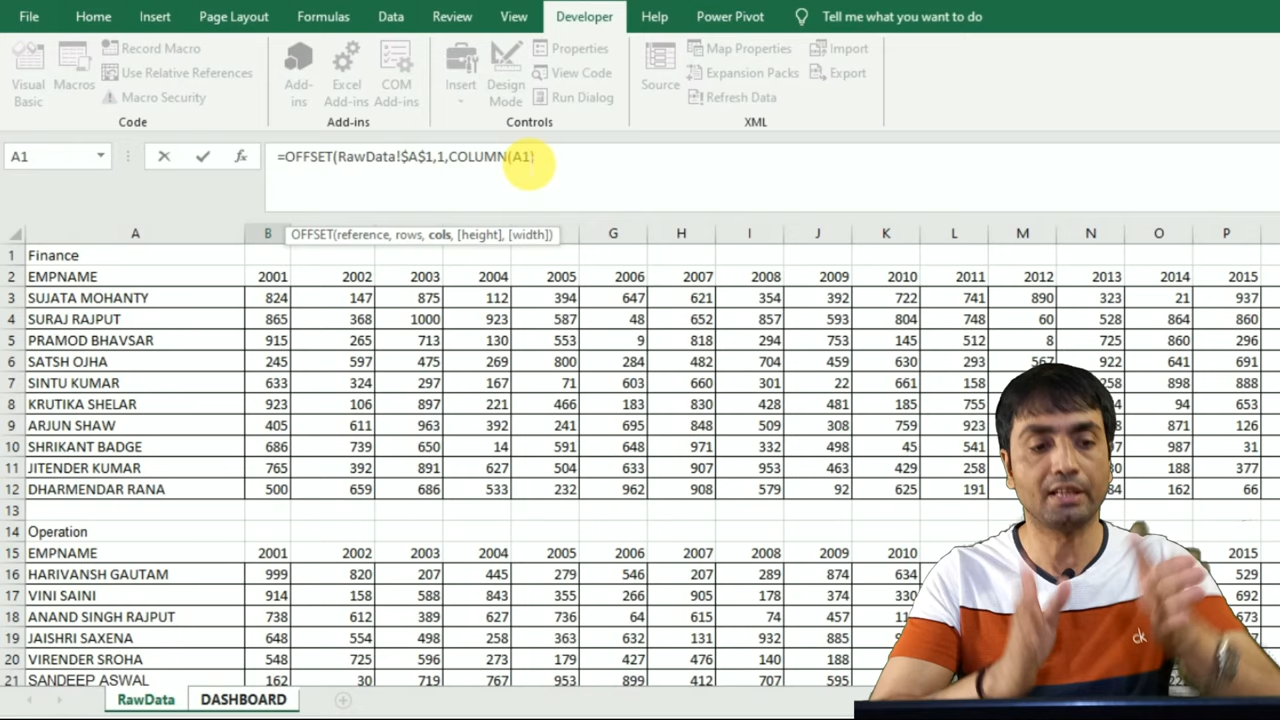 File Home Insert Page Layout Formulas Data Review View Developer Help Power Pivot Tell me what you want to do
Visual Basic
Macros
Record Macro
Use Relative References
Macro Security
Code
Add-ins
Excel Add-ins
COM Add-ins
Add-ins
Insert
Design Mode
Properties
View Code
Run Dialog
Controls
Source
Map Properties
Expansion Packs
Refresh Data
Import
Export
XML
A1 fx =OFFSET(RawData!$A$1,1,COLUMN(A1)
OFFSET(reference, rows, cols, [height], [width])
A B G H I J K L M N O P
1 Finance
2 EMPNAME 2001 2002 2003 2004 2005 2006 2007 2008 2009 2010 2011 2012 2013 2014 2015
3 SUJATA MOHANTY 824 147 875 112 394 647 621 354 392 722 741 890 323 21 937
4 SURAJ RAJPUT 865 368 1000 923 587 48 652 857 593 804 748 60 528 864 860
5 PRAMOD BHAVSAR 915 265 713 130 553 9 818 294 753 145 512 8 725 860 296
6 SATSH OJHA 245 597 475 269 800 284 482 704 459 630 293 567 922 641 691
7 SINTU KUMAR 633 324 297 167 71 603 660 301 22 661 158 258 898 888
8 KRUTIKA SHELAR 923 106 897 221 466 183 830 428 481 185 755 94 653
9 ARJUN SHAW 405 611 963 392 241 695 848 509 308 759 923 871 126
10 SHRIKANT BADGE 686 739 650 14 591 648 971 332 498 45 541 987 31
11 JITENDER KUMAR 765 392 891 627 504 633 907 953 463 429 258 188 377
12 DHARMENDAR RANA 500 659 686 533 232 962 908 579 92 625 191 84 162 66
13
14 Operation
15 EMPNAME 2001 2002 2003 2004 2005 2006 2007 2008 2009 2010 2015
16 HARIVANSH GAUTAM 999 820 207 445 279 546 207 289 874 634 529
17 VINI SAINI 914 158 588 843 355 266 905 178 374 330 692
18 ANAND SINGH RAJPUT 738 612 389 627 736 64 615 74 457 673
19 JAISHRI SAXENA 648 554 498 258 363 632 131 932 885
20 VIRENDER SROHA 548 725 596 273 179 427 476 140 188
21 SANDEEP ASWAL 162 30 719 767 953 899 412 707 595
ck
RawData DASHBOARD